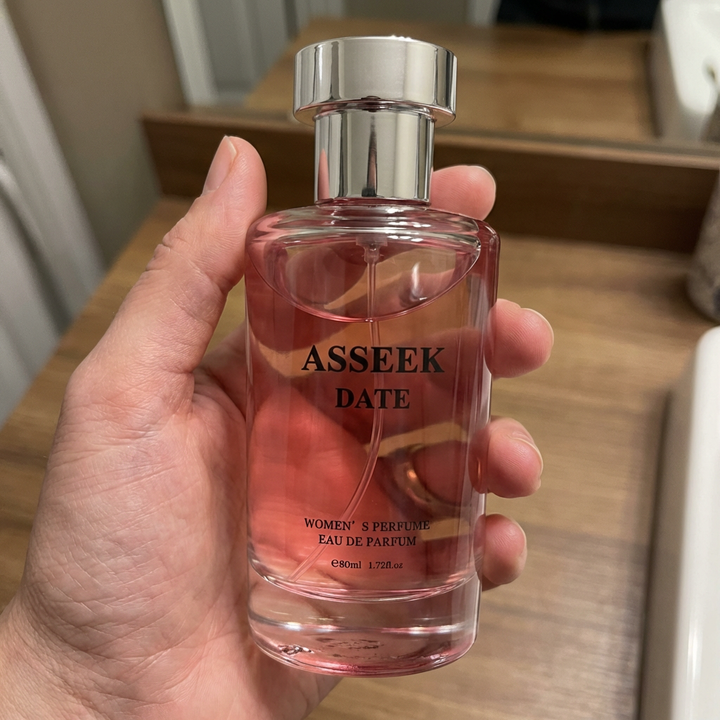 ASSEEK
DATE
WOMEN' S PERFUME
EAU DE PARFUM
℮80ml 1.72fl.oz